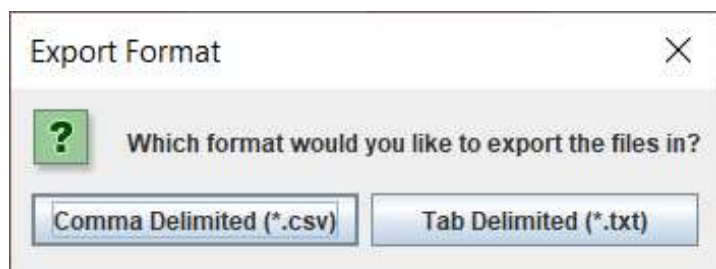 Export Format
?
Which format would you like to export the files in?
Comma Delimited (*.csv) Tab Delimited (*.txt)